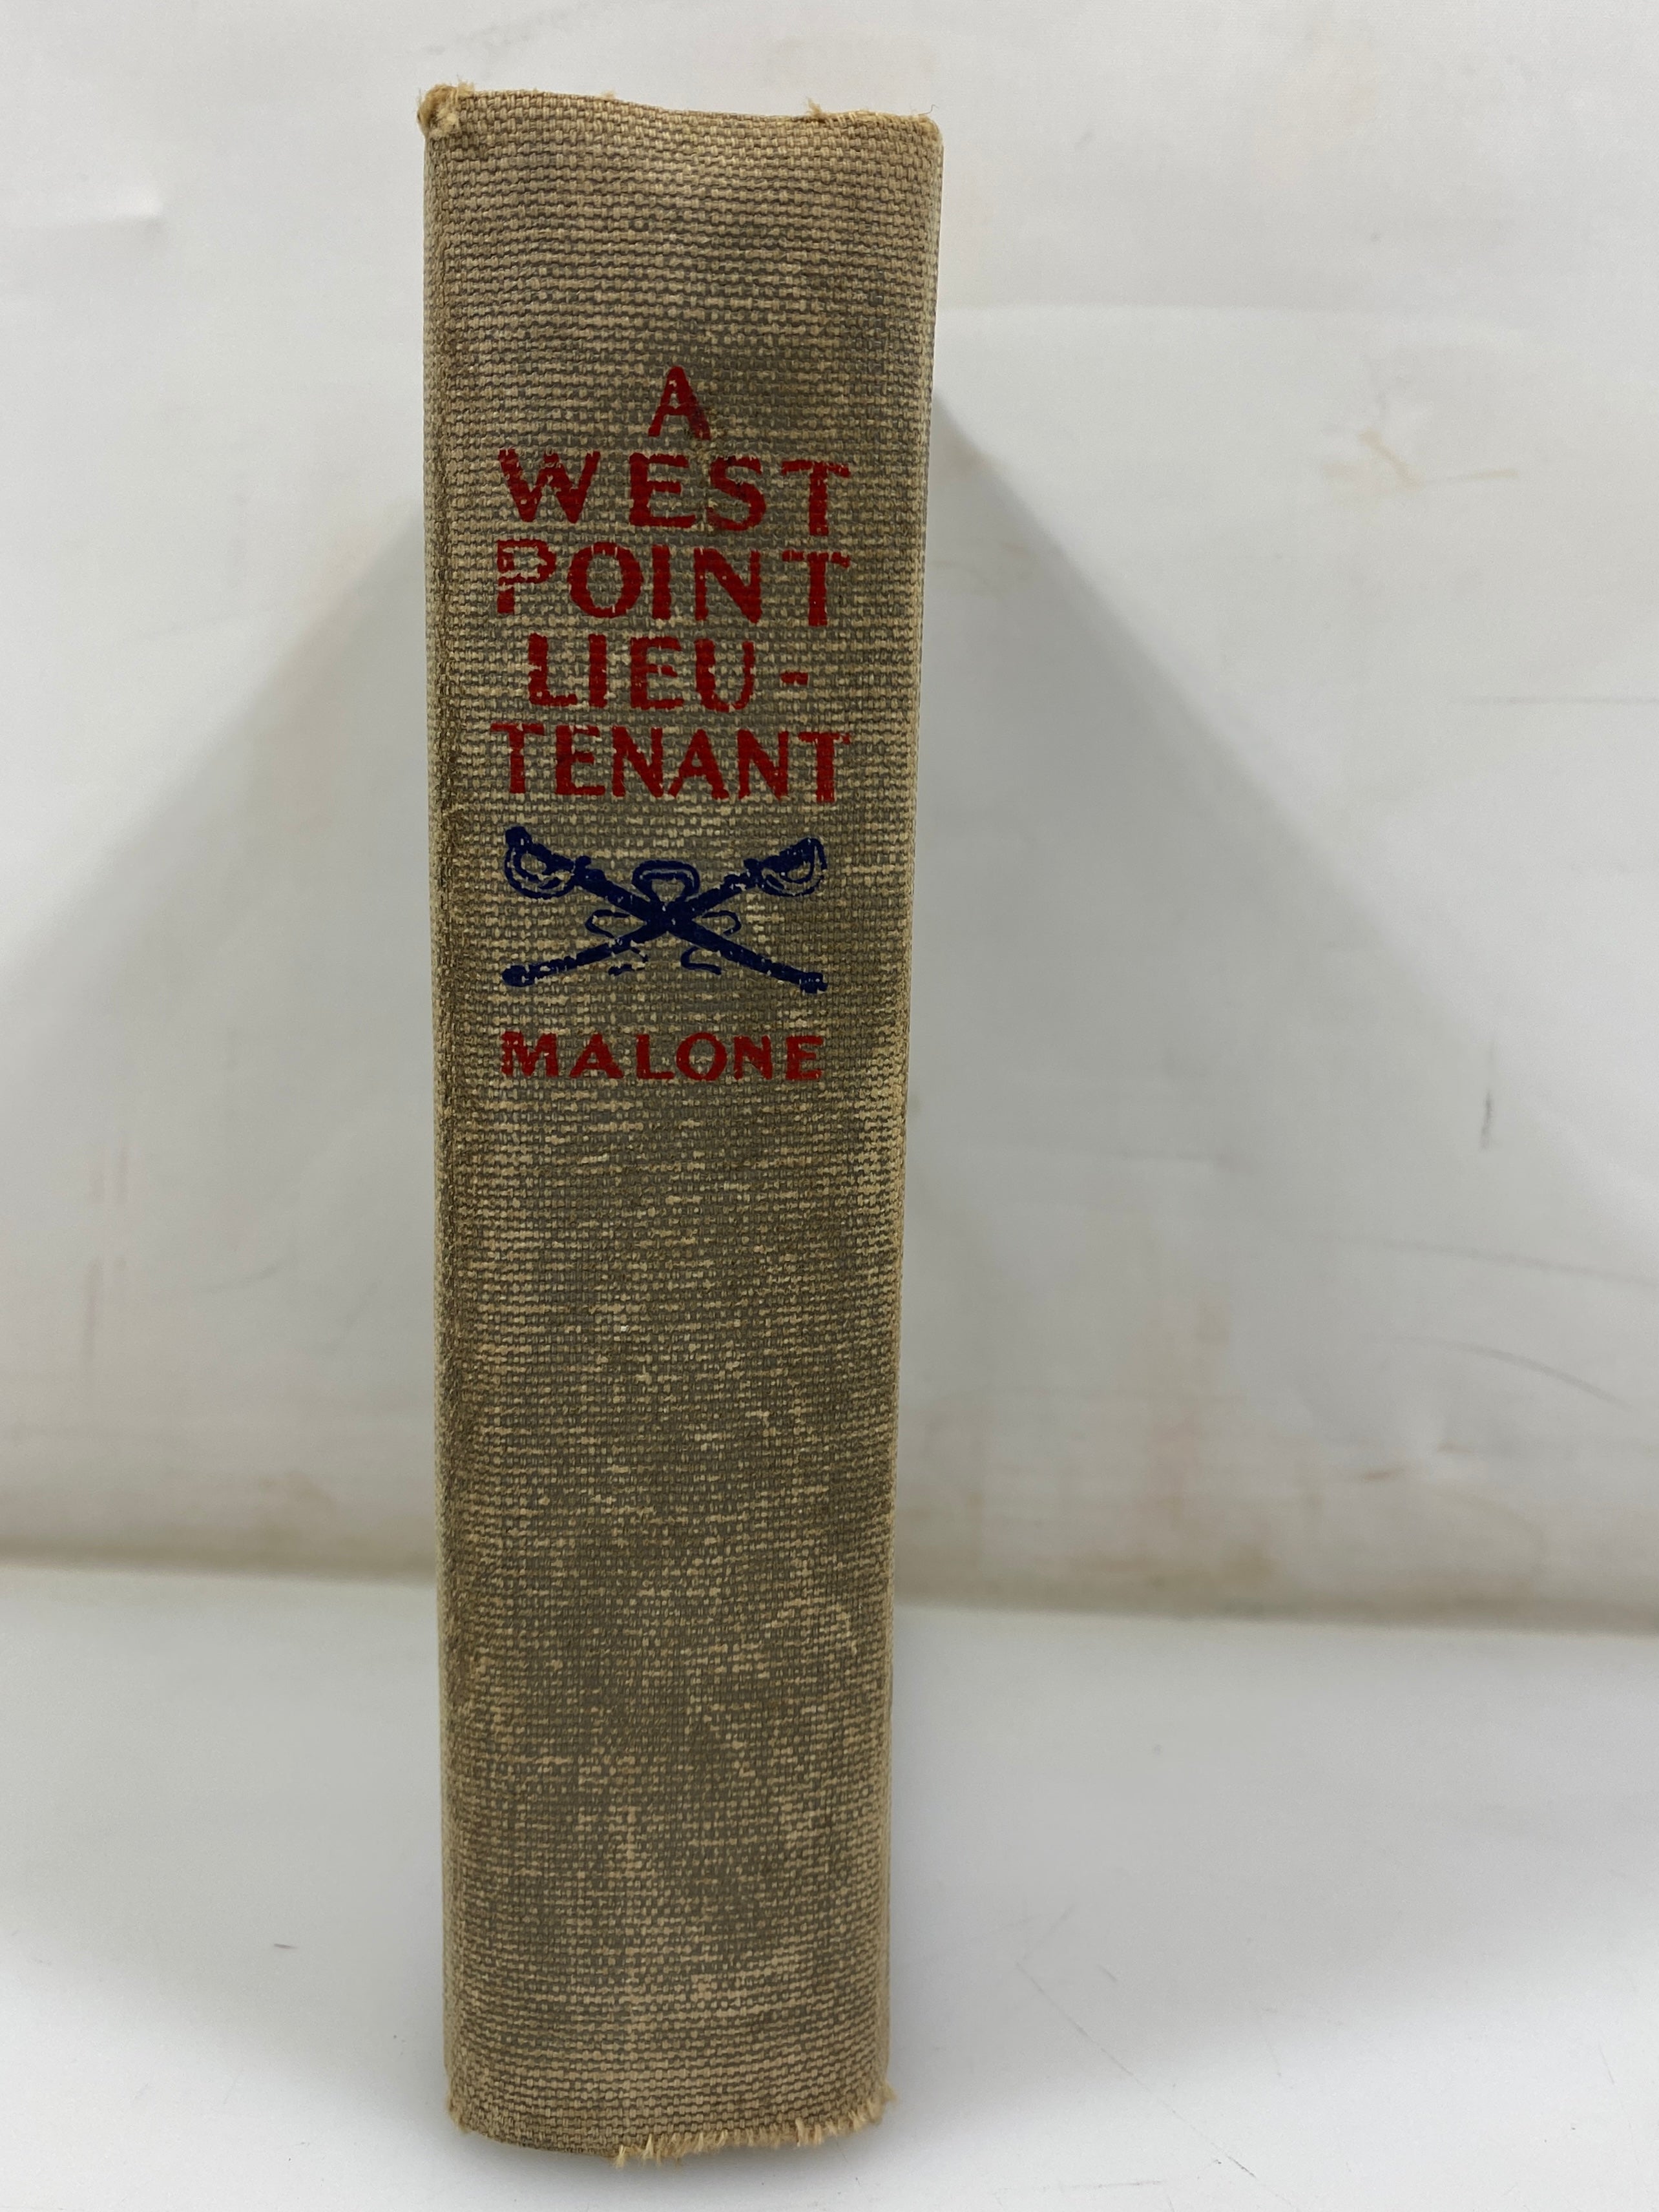 A
WEST
POINT
LIEU-
TENANT
MALONE